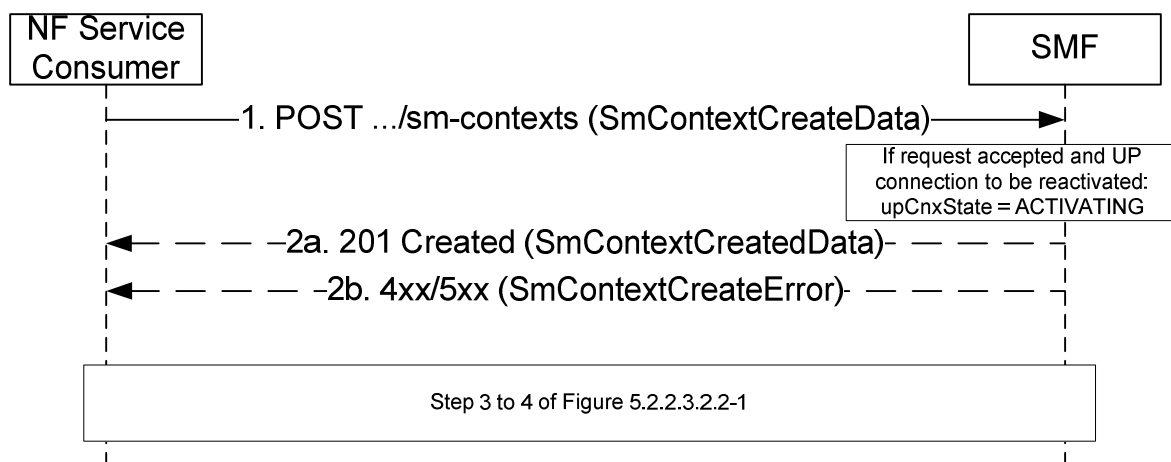 NF Service
Consumer
SMF
1. POST .../sm-contexts (SmContextCreateData)
If request accepted and UP
connection to be reactivated:
upCnxState = ACTIVATING
2a. 201 Created (SmContextCreatedData)
2b. 4xx/5xx (SmContextCreateError)
Step 3 to 4 of Figure 5.2.2.3.2.2-1